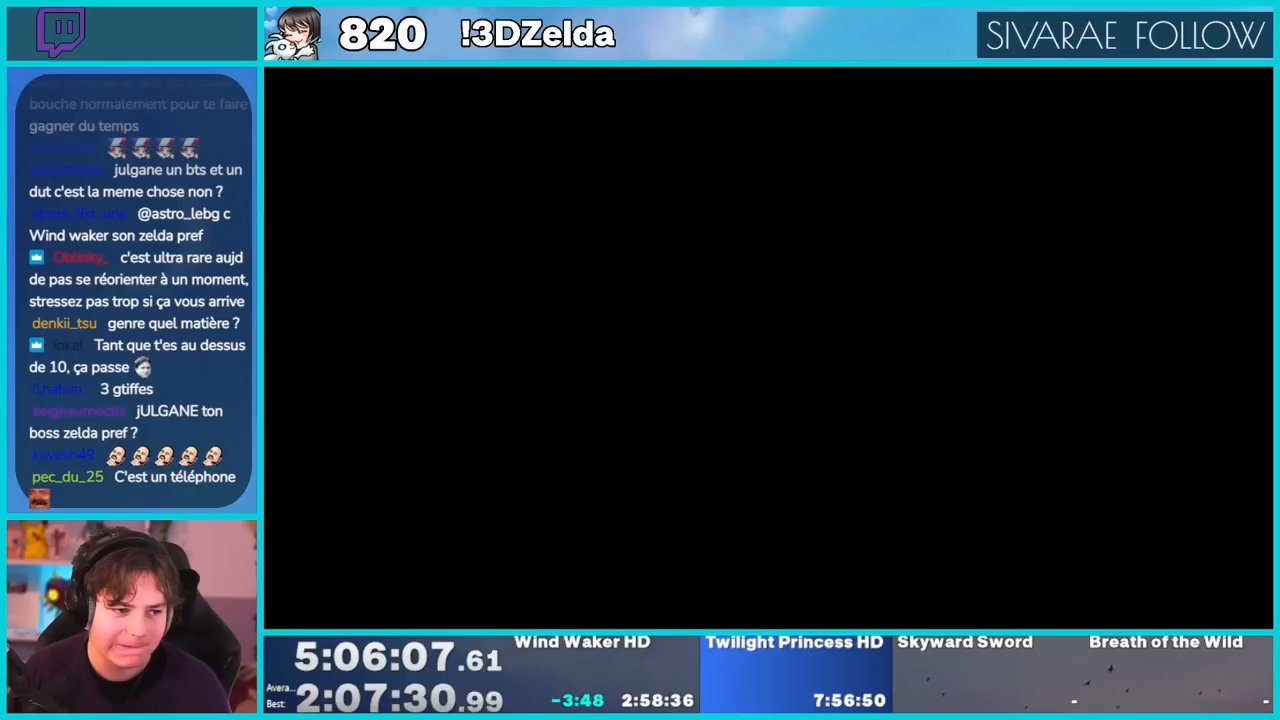 820 !3DZelda
SIVARAE FOLLOW
bouche normalement pour te faire
gagner du temps
julgane un bts et un
dut c'est la meme chose non ?
@astro_lebg c
Wind waker son zelda pref
c'est ultra rare aujd
de pas se réorienter à un moment,
stressez pas trop si ça vous arrive
denkii_tsu genre quel matière ?
Tant que t'es au dessus
de 10, ça passe
3 gtiffes
seigneurnoctis jULGANE ton
boss zelda pref ?
pec_du_25 C'est un téléphone
5:06:07.61
Avera...
Best: 2:07:30.99
Wind Waker HD
-3:48 2:58:36
Twilight Princess HD
7:56:50
Skyward Sword
-
Breath of the Wild
-